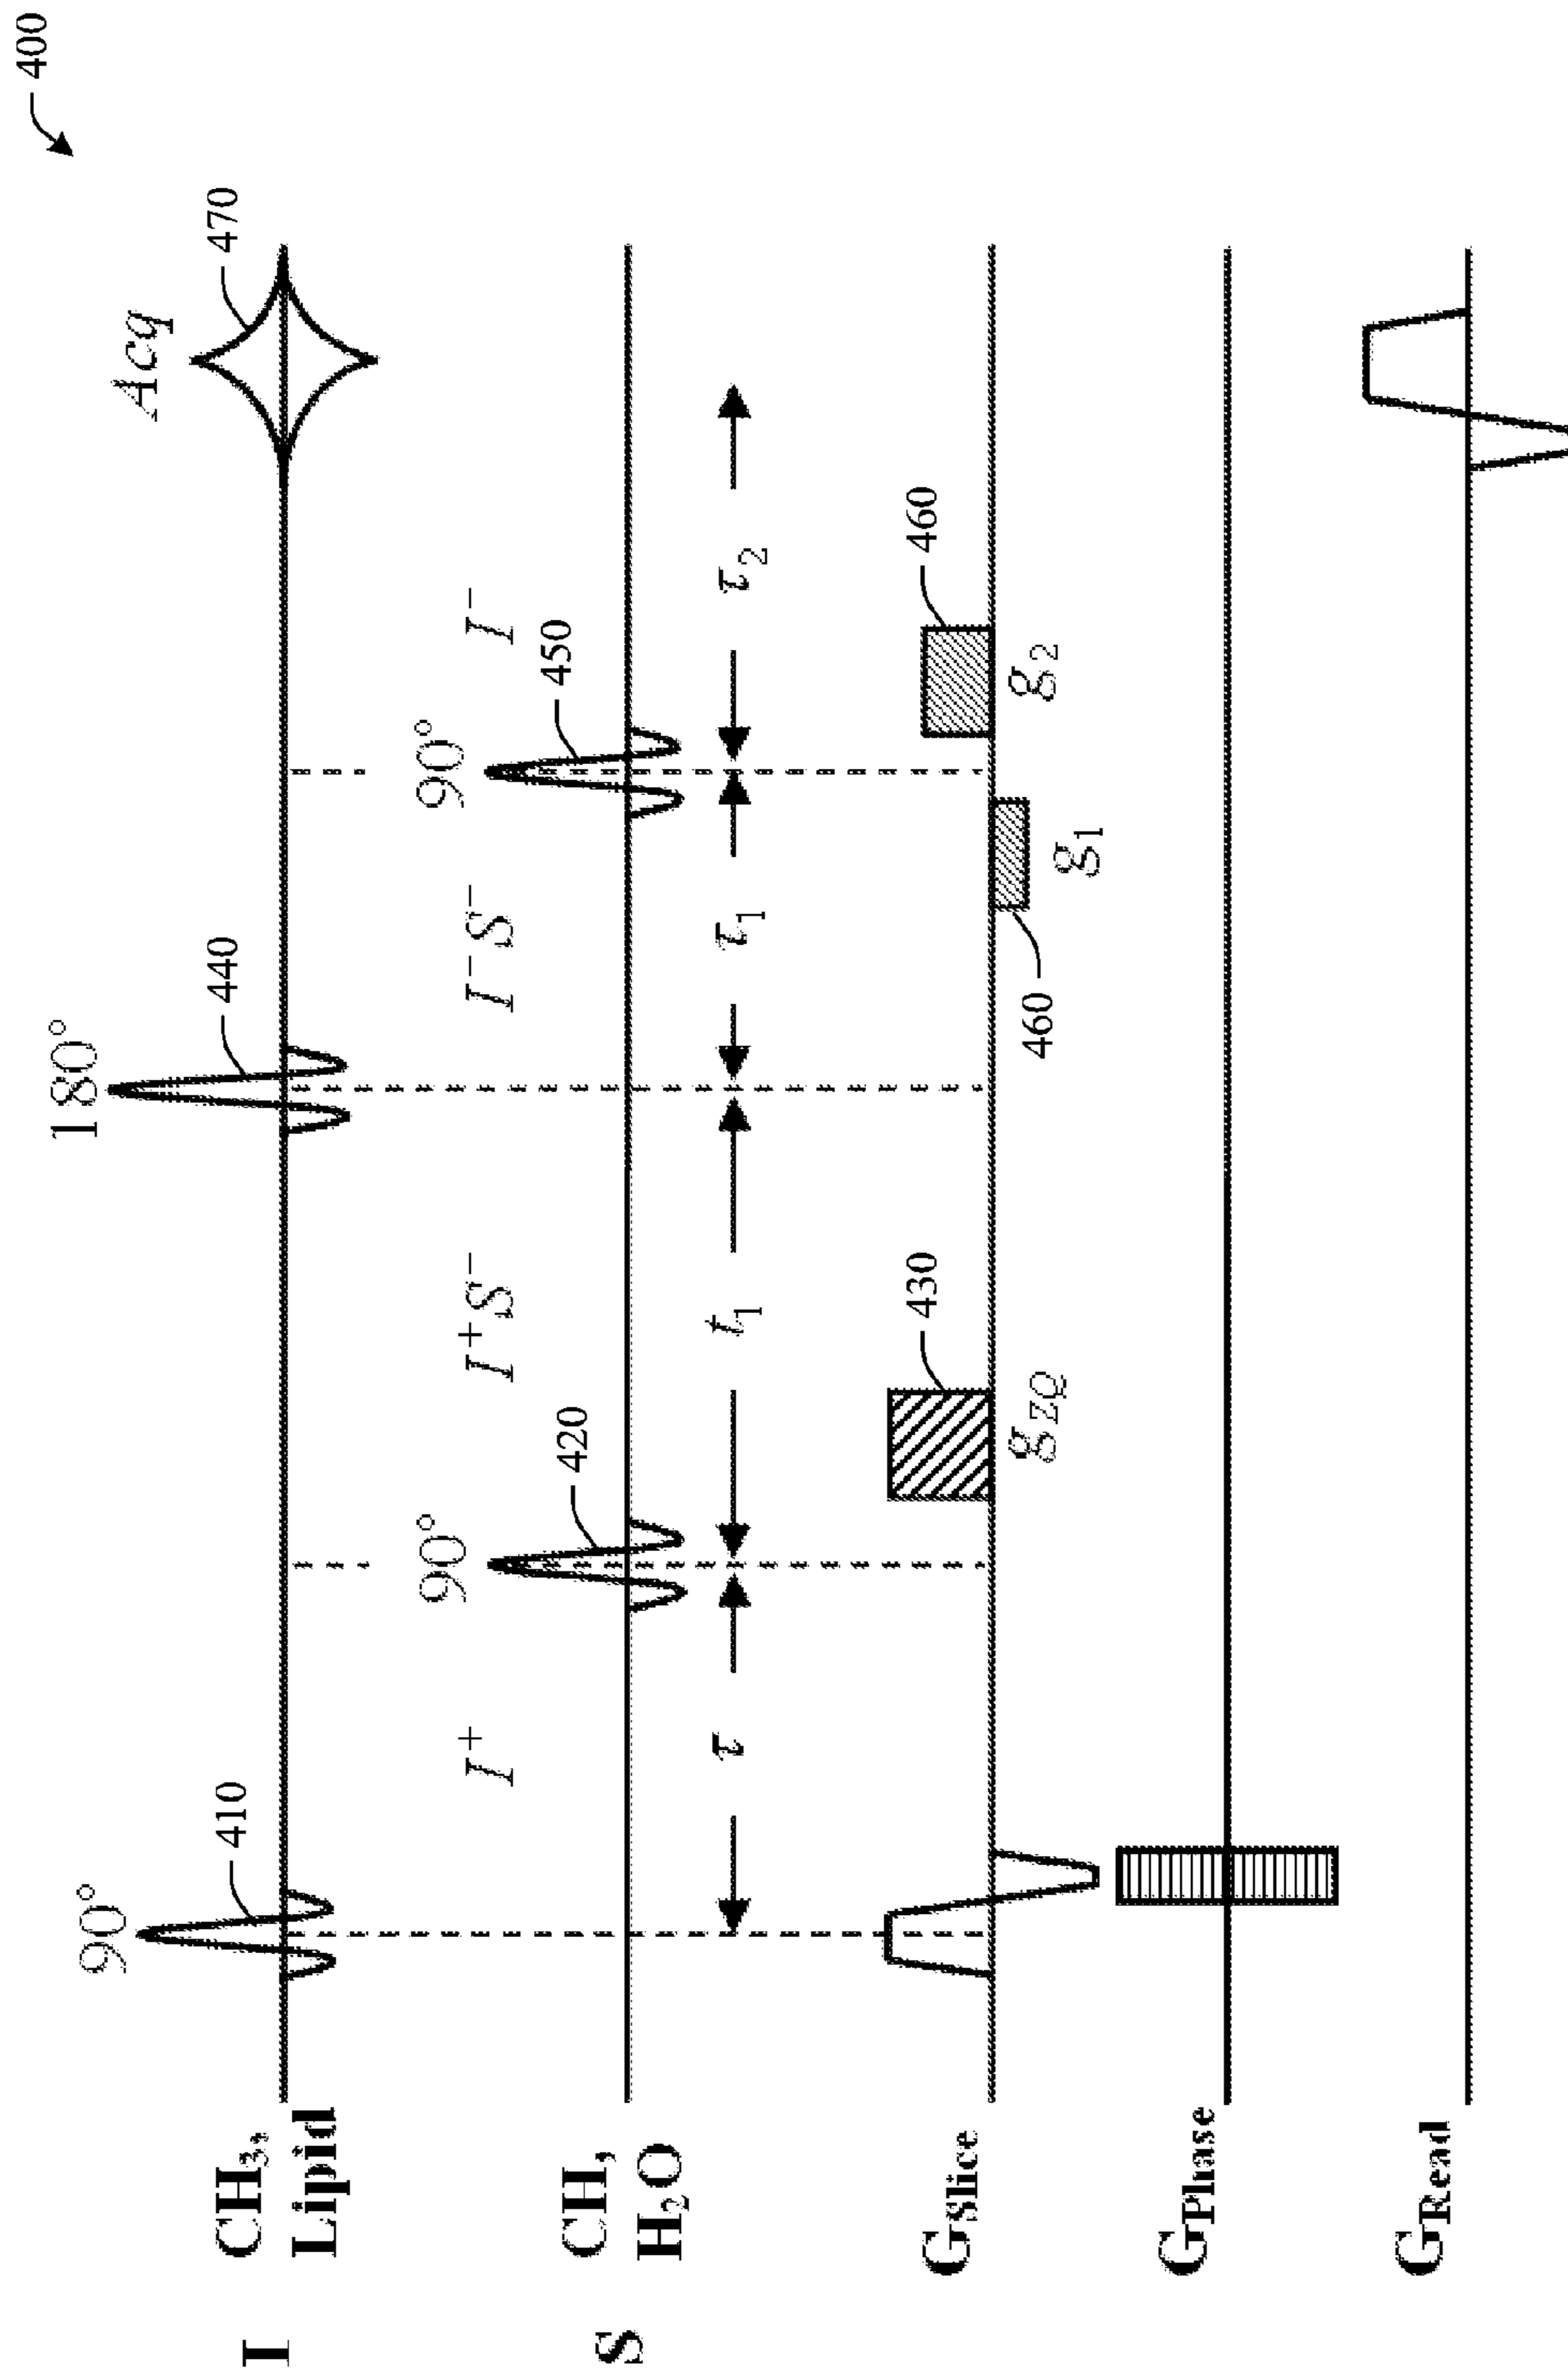 400
90°
410
180°
440
Acq
470
I
CH₃,
Lipid
90°
420
90°
450
I⁺
I⁺S⁻
I⁻S⁻
I⁻
S
CH,
H₂O
τ
t₁
τ₁
τ₂
430
460
G_Slice
g_ZQ
460
g₁
g₂
G_Phase
G_Read